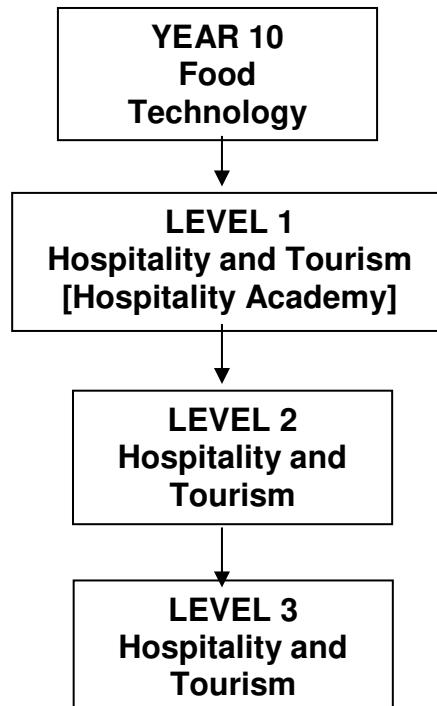 YEAR 10
Food
Technology
LEVEL 1
Hospitality and Tourism
[Hospitality Academy]
LEVEL 2
Hospitality and
Tourism
LEVEL 3
Hospitality and
Tourism